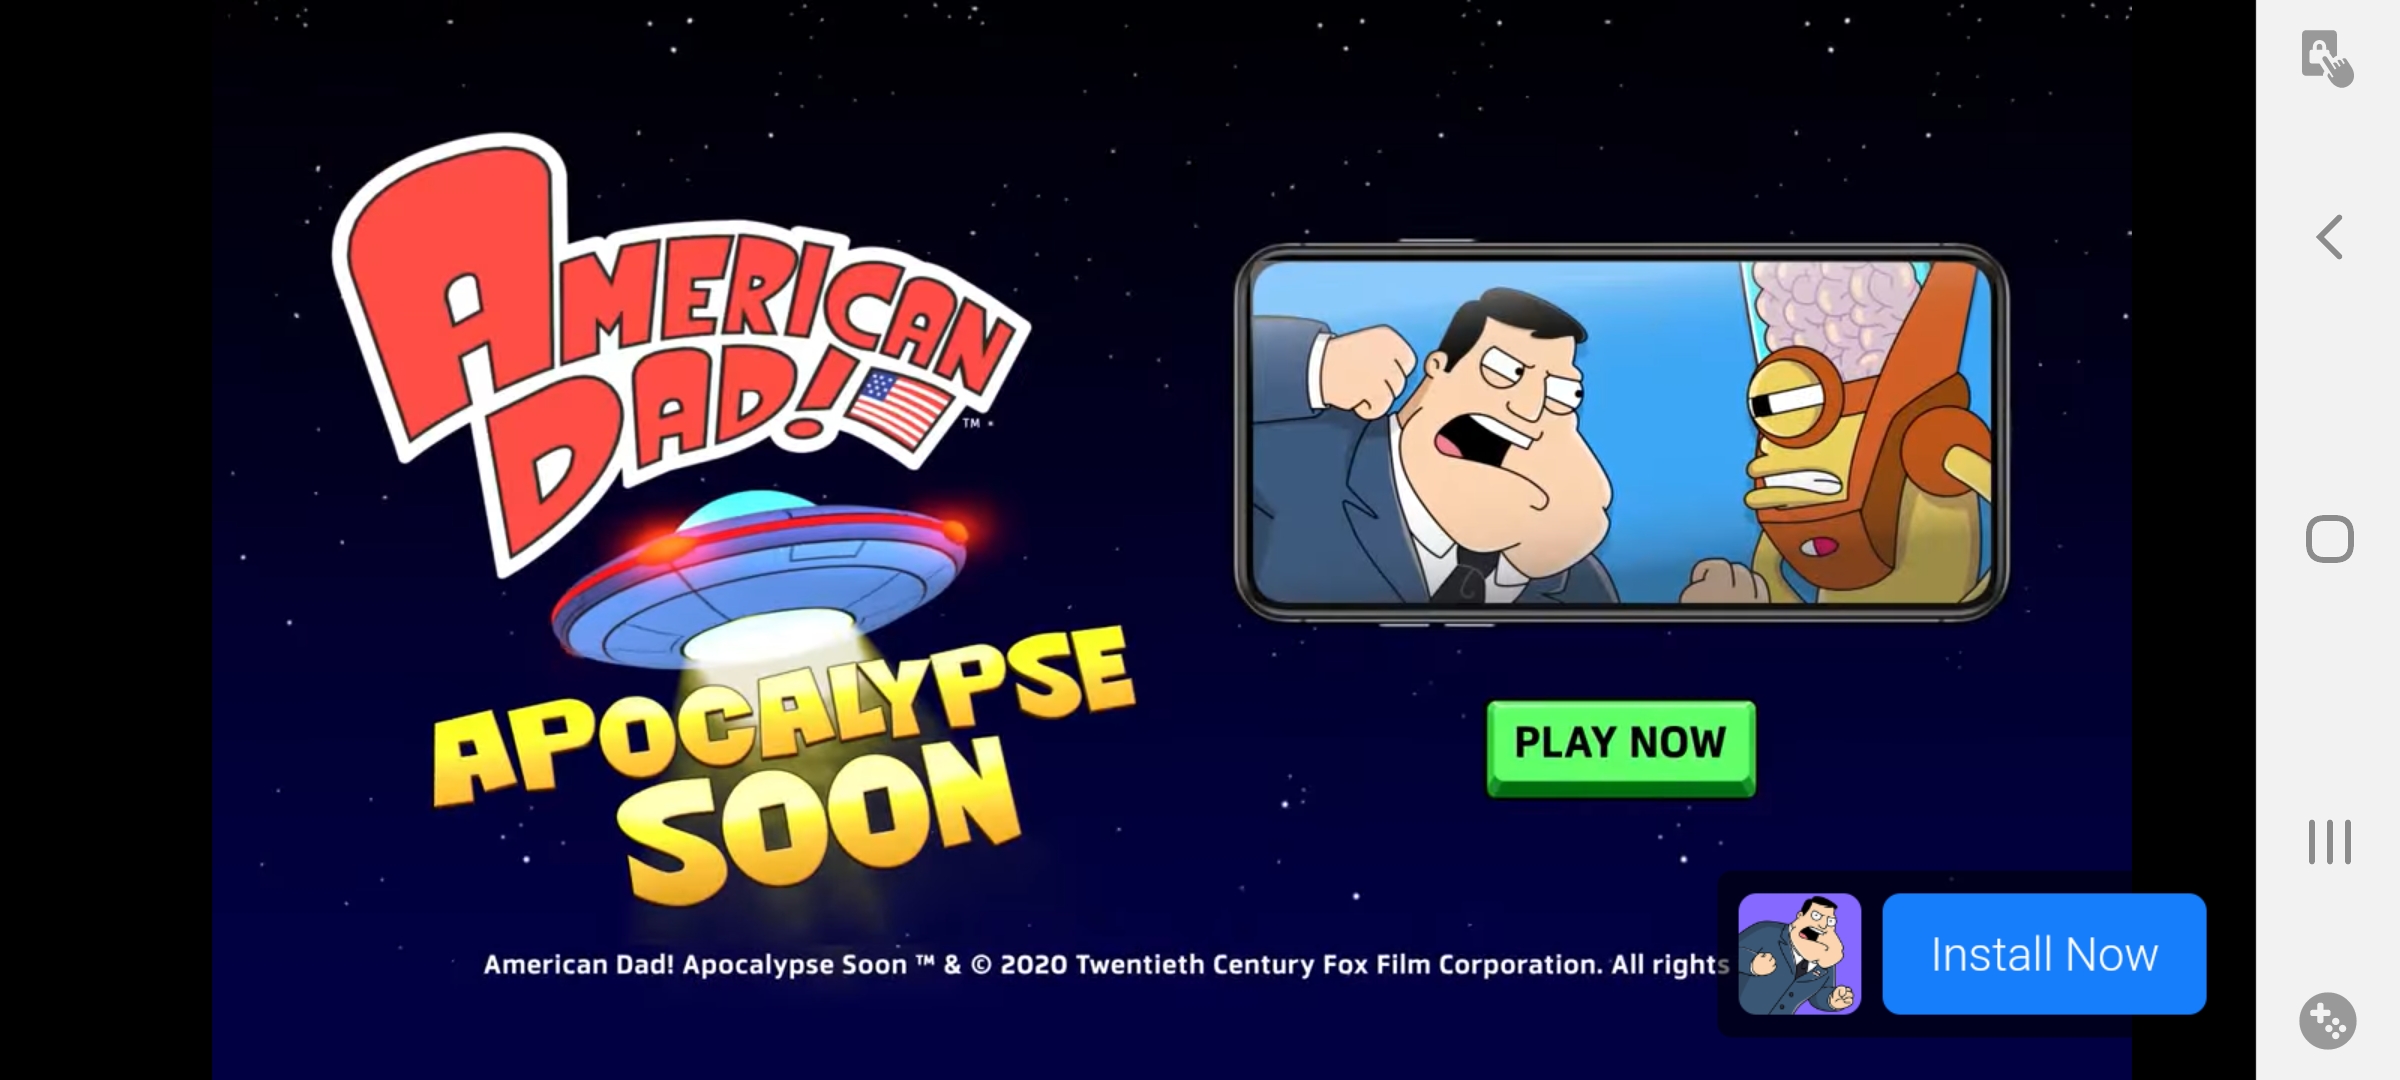 AMERICAN
DAD!
™
APOCALYPSE
SOON
PLAY NOW
Install Now
American Dad! Apocalypse Soon ™ & © 2020 Twentieth Century Fox Film Corporation. All rights